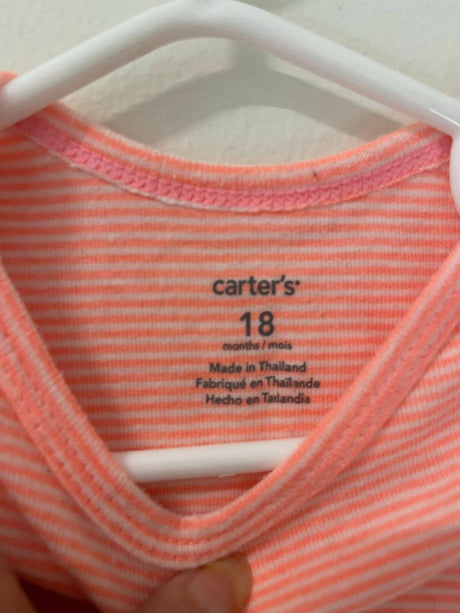 carter's
18
months / mois
Made in Thailand
Fabriqué en Thaïlande
Hecho en Tailandia